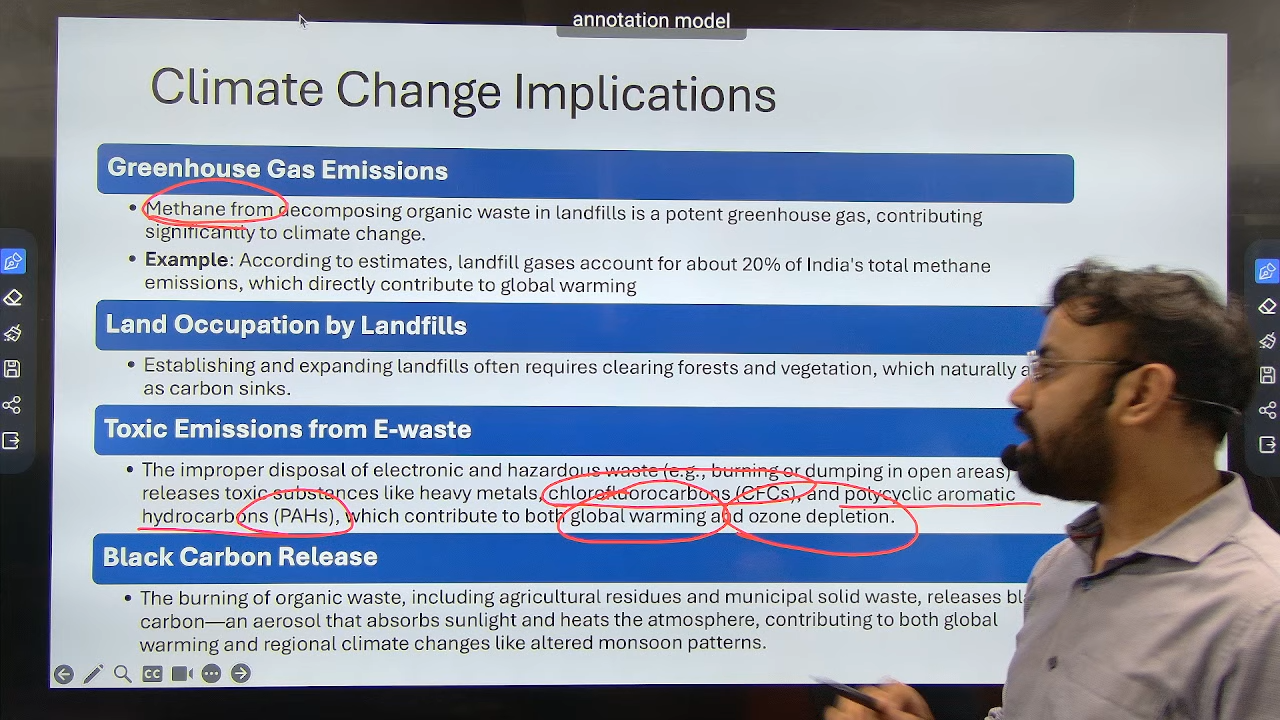 annotation model
Climate Change Implications
Greenhouse Gas Emissions
• Methane from decomposing organic waste in landfills is a potent greenhouse gas, contributing
significantly to climate change.
• Example: According to estimates, landfill gases account for about 20% of India's total methane
emissions, which directly contribute to global warming
Land Occupation by Landfills
• Establishing and expanding landfills often requires clearing forests and vegetation, which naturally
as carbon sinks.
Toxic Emissions from E-waste
• The improper disposal of electronic and hazardous waste (e.g., burning or dumping in open areas)
releases toxic substances like heavy metals, chlorofluorocarbons (CFCs), and polycyclic aromatic
hydrocarbons (PAHs), which contribute to both global warming and ozone depletion.
Black Carbon Release
• The burning of organic waste, including agricultural residues and municipal solid waste, releases
carbon—an aerosol that absorbs sunlight and heats the atmosphere, contributing to both global
warming and regional climate changes like altered monsoon patterns.
CC